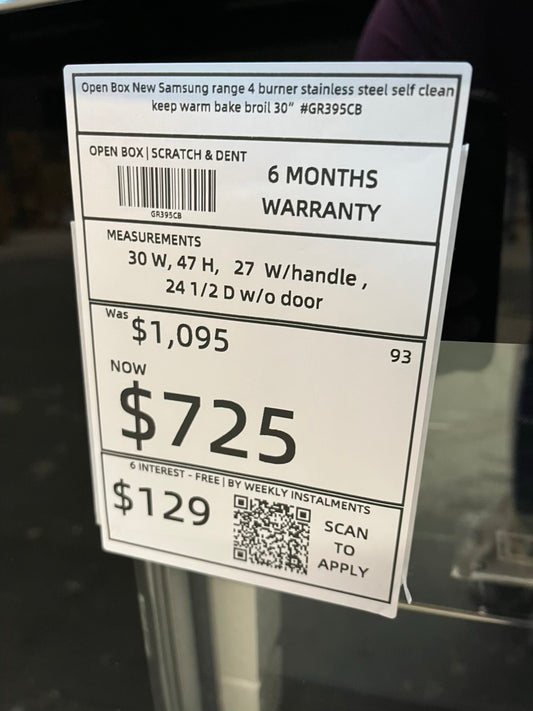 Open Box New Samsung range 4 burner stainless steel self clean
keep warm bake broil 30" #GR395CB
OPEN BOX | SCRATCH & DENT
GR395CB
6 MONTHS
WARRANTY
MEASUREMENTS
30 W, 47 H, 27 W/handle ,
24 1/2 D w/o door
Was
$1,095
93
NOW
$725
6 INTEREST - FREE | BY WEEKLY INSTALMENTS
$129
SCAN
TO
APPLY